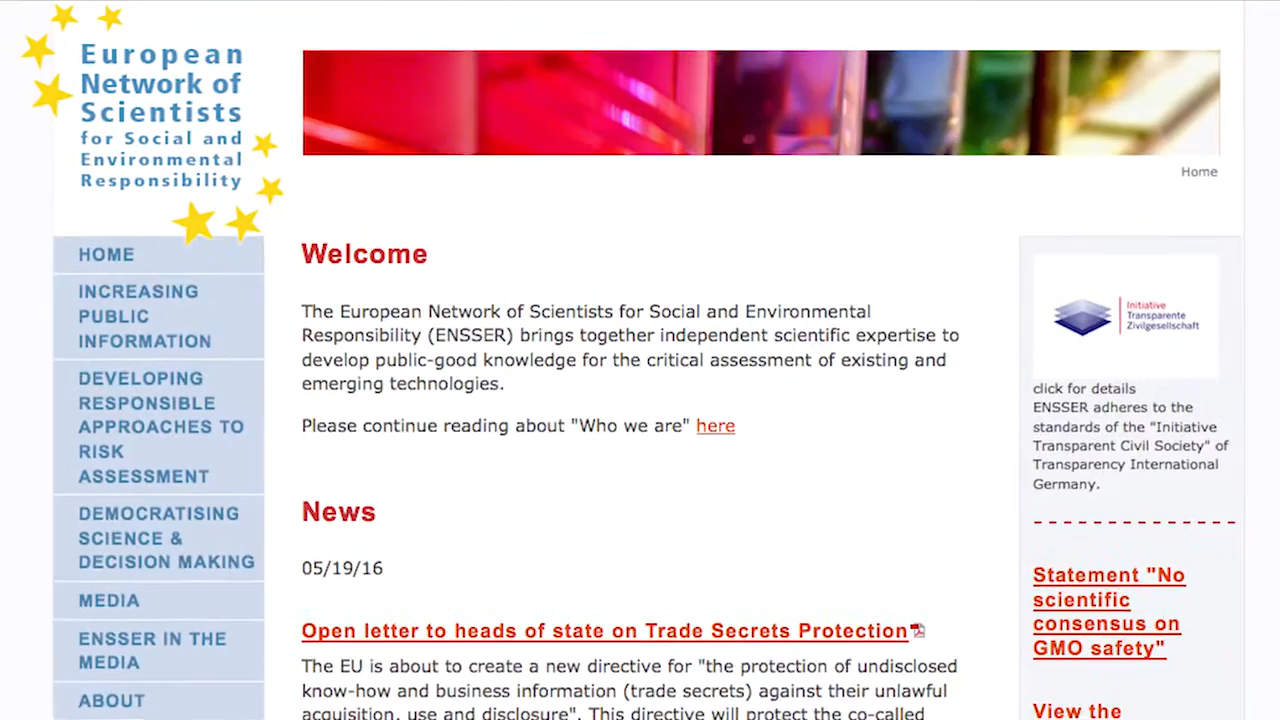 European
Network of
Scientists
for Social and
Environmental
Responsibility
Home
HOME
INCREASING
PUBLIC
INFORMATION
DEVELOPING
RESPONSIBLE
APPROACHES TO
RISK
ASSESSMENT
DEMOCRATISING
SCIENCE &
DECISION MAKING
MEDIA
ENSSER IN THE
MEDIA
ABOUT
Welcome
The European Network of Scientists for Social and Environmental
Responsibility (ENSSER) brings together independent scientific expertise to
develop public-good knowledge for the critical assessment of existing and
emerging technologies.
Please continue reading about "Who we are" here
News
05/19/16
Open letter to heads of state on Trade Secrets Protection
The EU is about to create a new directive for "the protection of undisclosed
know-how and business information (trade secrets) against their unlawful
acquisition, use and disclosure". This directive will protect the co-called
Initiative
Transparente
Zivilgesellschaft
click for details
ENSSER adheres to the
standards of the "Initiative
Transparent Civil Society" of
Transparency International
Germany.
Statement "No
scientific
consensus on
GMO safety"
View the